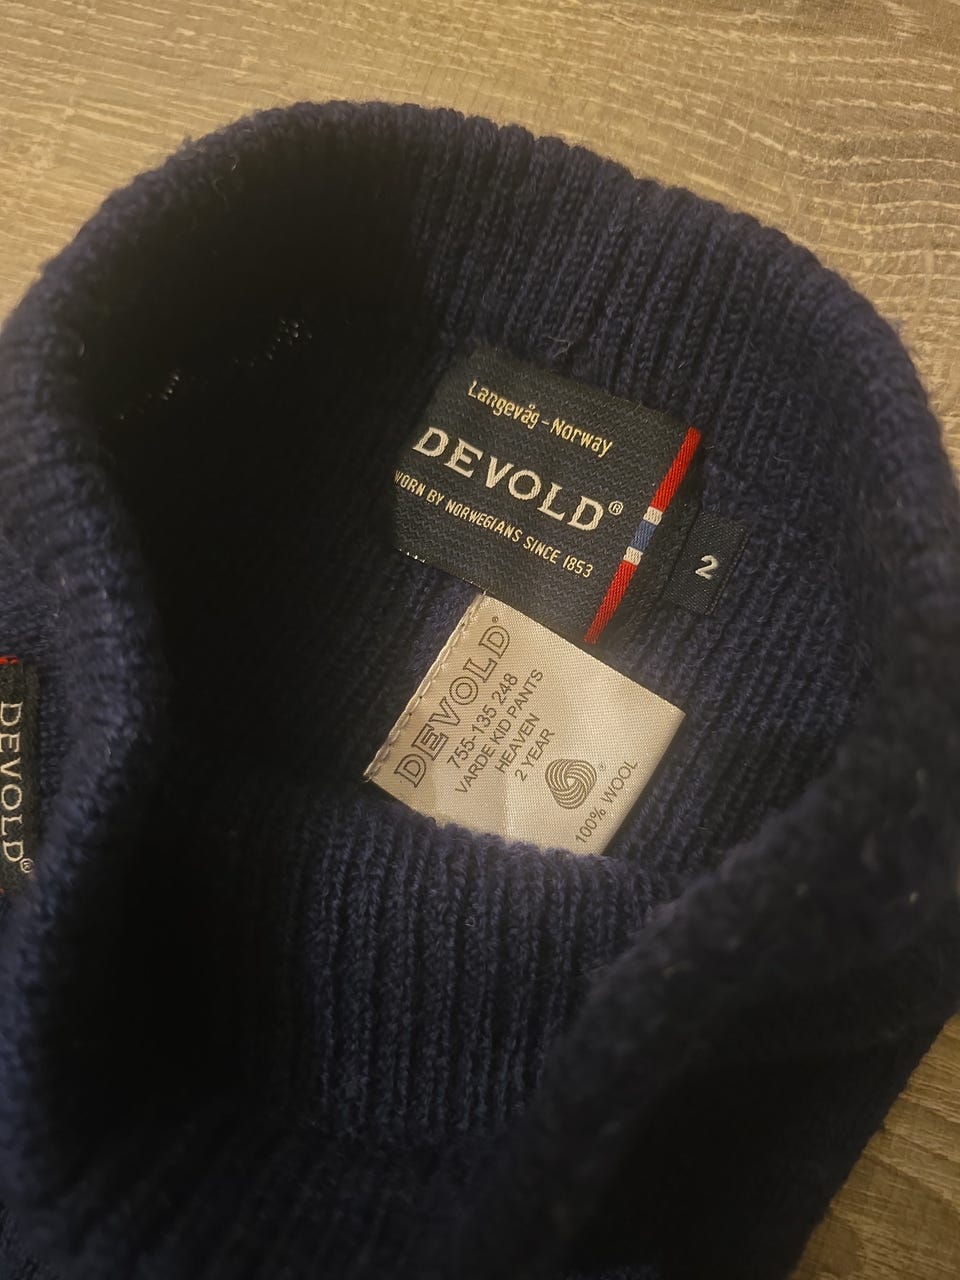 Langevåg - Norway
DEVOLD®
WORN BY NORWEGIANS SINCE 1853
2
DEVOLD®
755-135 248
VARDE KID PANTS
HEAVEN
2 YEAR
®
100% WOOL
DEVOLD®